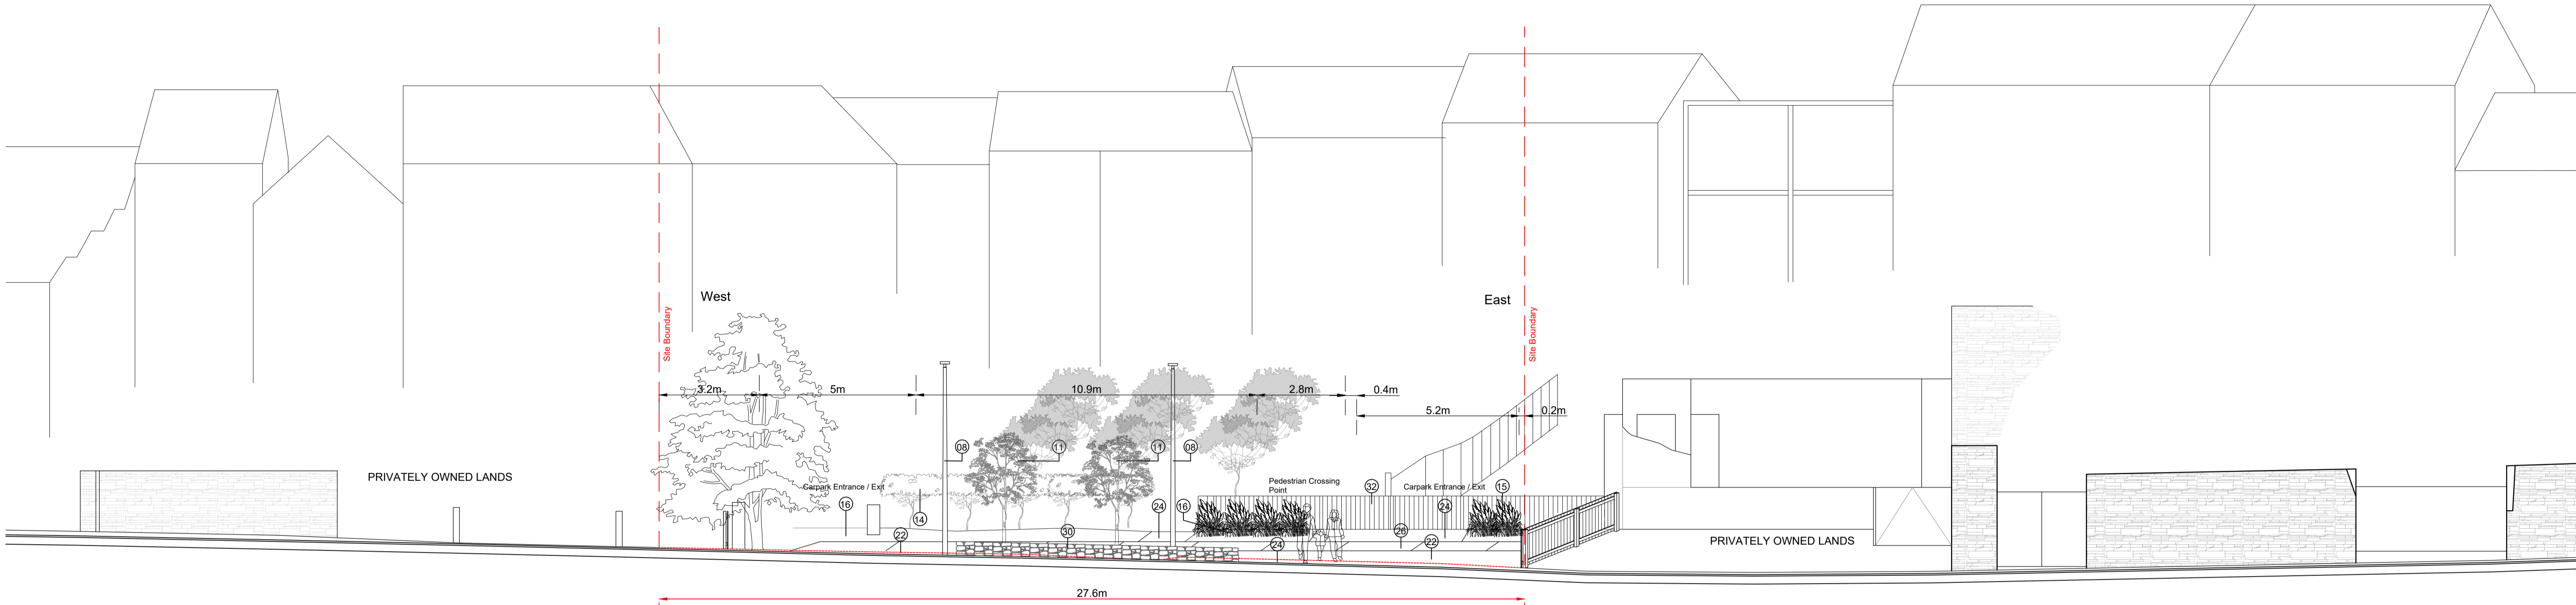 West
East
Site Boundary
Site Boundary
3.2m
5m
10.9m
2.8m
0.4m
5.2m
0.2m
08
11
11
08
PRIVATELY OWNED LANDS
Carpark Entrance / Exit
Pedestrian Crossing
Point
32
Carpark Entrance / Exit
15
16
14
24
16
24
22
30
24
26
22
PRIVATELY OWNED LANDS
27.6m